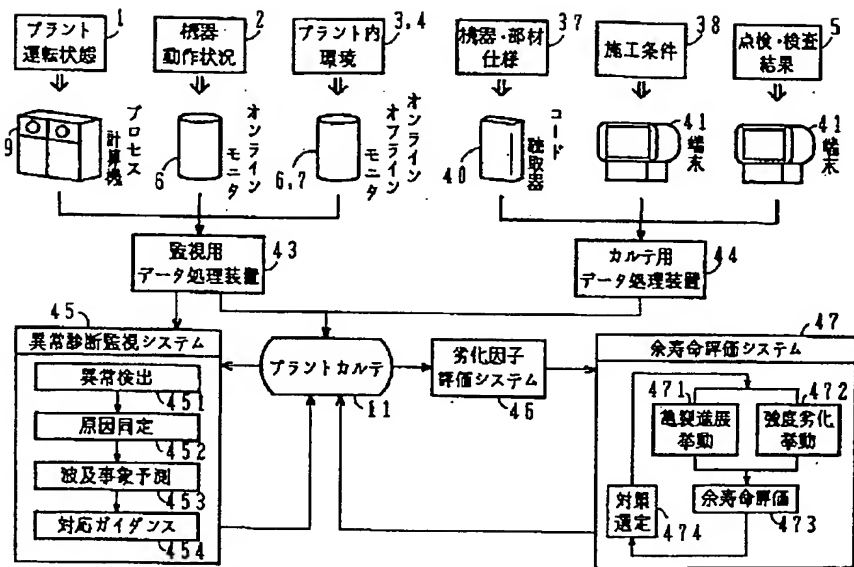 1
プラント
運転状態
2
機器
動作状況
3,4
プラント内
環境
37
機器・部材
仕様
38
施工条件
5
点検・検査
結果
9
プロセス
計算機
6
オンライン
モニタ
6,7
オンライン
オフライン
モニタ
40
コード
読取器
41
端末
41
端末
監視用
データ処理装置
43
カルテ用
データ処理装置
44
45
異常診断監視システム
異常検出
451
原因同定
452
波及事象予測
453
対応ガイダンス
454
プラントカルテ
11
劣化因子
評価システム
46
47
余寿命評価システム
471
亀裂進展
挙動
472
強度劣化
挙動
余寿命評価
473
対策
選定
474